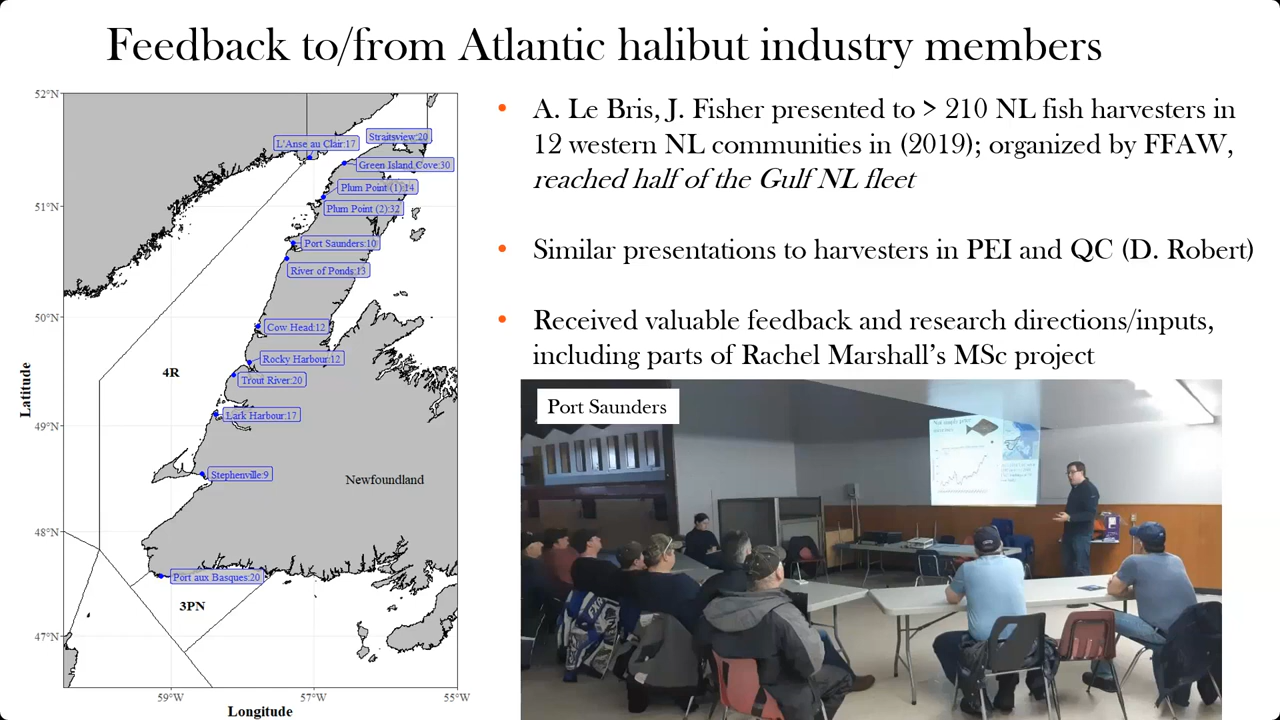 Feedback to/from Atlantic halibut industry members
• A. Le Bris, J. Fisher presented to > 210 NL fish harvesters in
12 western NL communities in (2019); organized by FFAW,
reached half of the Gulf NL fleet
• Similar presentations to harvesters in PEI and QC (D. Robert)
• Received valuable feedback and research directions/inputs,
including parts of Rachel Marshall’s MSc project
52°N
51°N
50°N
49°N
48°N
47°N
Latitude
L'Anse au Clair:17
Straitsview:20
Green Island Cove:30
Plum Point (1):14
Plum Point (2):32
Port Saunders:10
River of Ponds:13
Cow Head:12
Rocky Harbour:12
Trout River:20
Lark Harbour:17
Stephenville:9
Port aux Basques:20
4R
Newfoundland
3PN
59°W
57°W
55°W
Longitude
Port Saunders